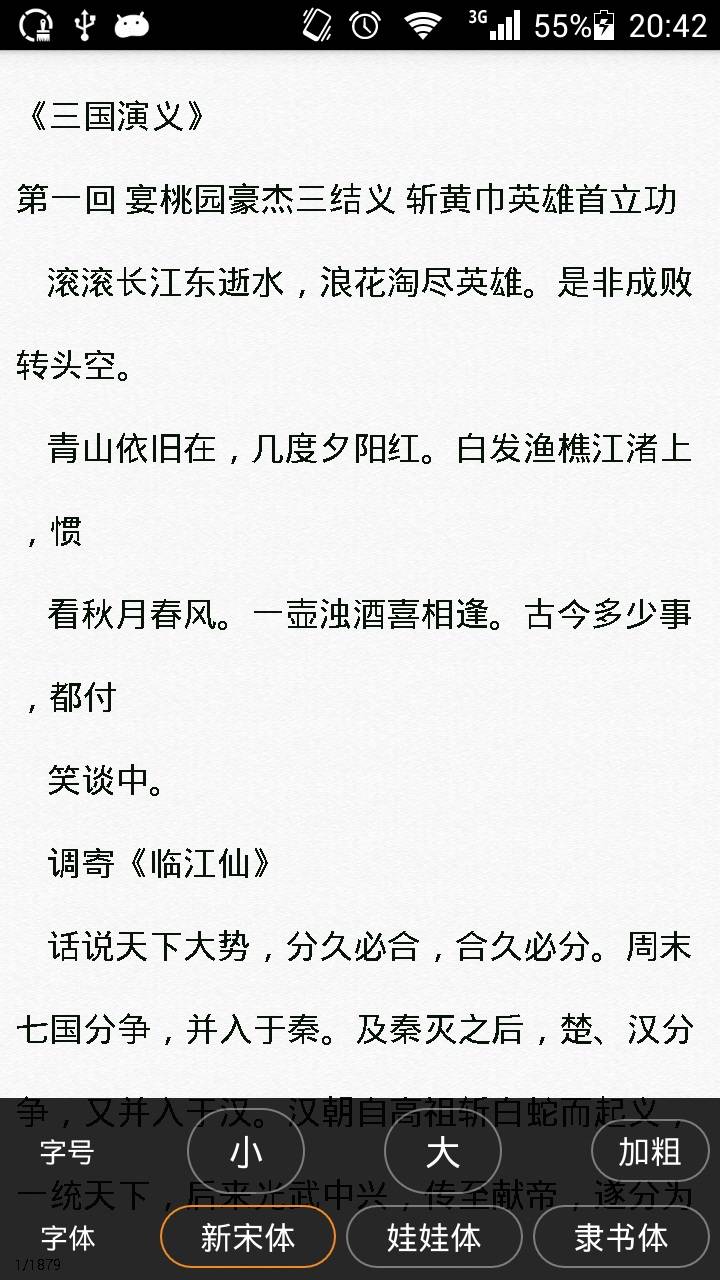 3G 55% 20:42
《三国演义》
第一回 宴桃园豪杰三结义 斩黄巾英雄首立功
滚滚长江东逝水，浪花淘尽英雄。是非成败
转头空。
青山依旧在，几度夕阳红。白发渔樵江渚上
，惯
看秋月春风。一壶浊酒喜相逢。古今多少事
，都付
笑谈中。
调寄《临江仙》
话说天下大势，分久必合，合久必分。周末
七国分争，并入于秦。及秦灭之后，楚、汉分
争，又并入于汉。汉朝自高祖斩白蛇而起义，
字号 小 大 加粗
一统天下，后来光武中兴，传至献帝，遂分为
字体 新宋体 娃娃体 隶书体
1/1879